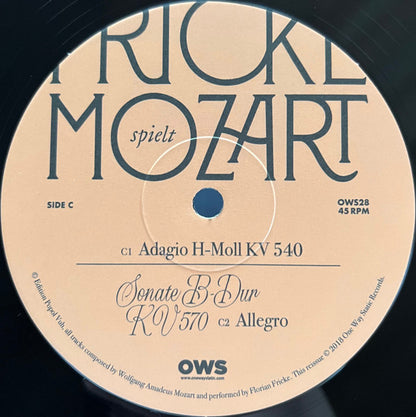 FRICKE
spielt
MOZART
SIDE C
OWS28
45 RPM
C1 Adagio H-Moll KV 540
Sonate B-Dur
KV 570 C2 Allegro
OWS
www.onewaystatic.com
© Edition Popol Vuh, all tracks composed by Wolfgang Amadeus Mozart and performed by Florian Fricke. This reissue © 2018 One Way Static Records.